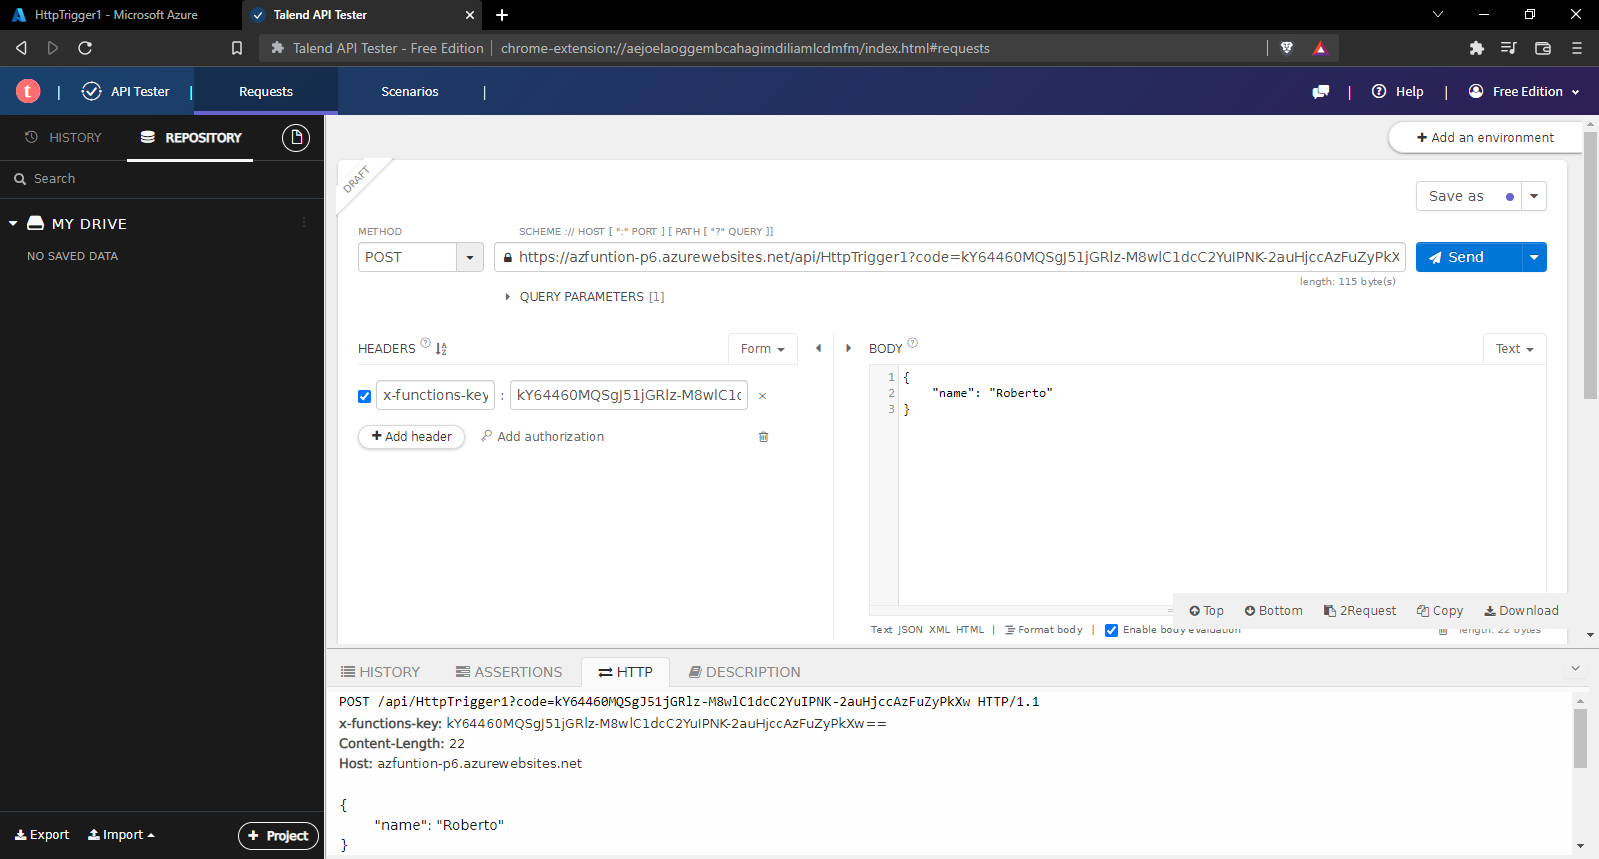 HttpTrigger1 - Microsoft Azure
Talend API Tester
Talend API Tester - Free Edition
chrome-extension://aejoelaoggembcahagimdiliamlcdmfm/index.html#requests
t | API Tester | Requests Scenarios | | Help | Free Edition
HISTORY REPOSITORY
Search
MY DRIVE
NO SAVED DATA
+ Add an environment
DRAFT
Save as
METHOD SCHEME :// HOST [ ":" PORT ] [ PATH [ "?" QUERY ]]
POST https://azfuntion-p6.azurewebsites.net/api/HttpTrigger1?code=kY64460MQSgJ51jGRlz-M8wlC1dcC2YuIPNK-2auHjccAzFuZyPkX Send
length: 115 byte(s)
QUERY PARAMETERS [1]
HEADERS ? Form
x-functions-key : kY64460MQSgJ51jGRlz-M8wlC1c ×
+ Add header Add authorization
BODY ? Text
1 {
2 "name": "Roberto"
3 }
Top Bottom 2Request Copy Download
Text JSON XML HTML | Format body | Enable body evaluation length: 22 bytes
HISTORY ASSERTIONS HTTP DESCRIPTION
POST /api/HttpTrigger1?code=kY64460MQSgJ51jGRlz-M8wlC1dcC2YuIPNK-2auHjccAzFuZyPkXw HTTP/1.1
x-functions-key: kY64460MQSgJ51jGRlz-M8wlC1dcC2YuIPNK-2auHjccAzFuZyPkXw==
Content-Length: 22
Host: azfuntion-p6.azurewebsites.net
{
"name": "Roberto"
}
Export Import + Project